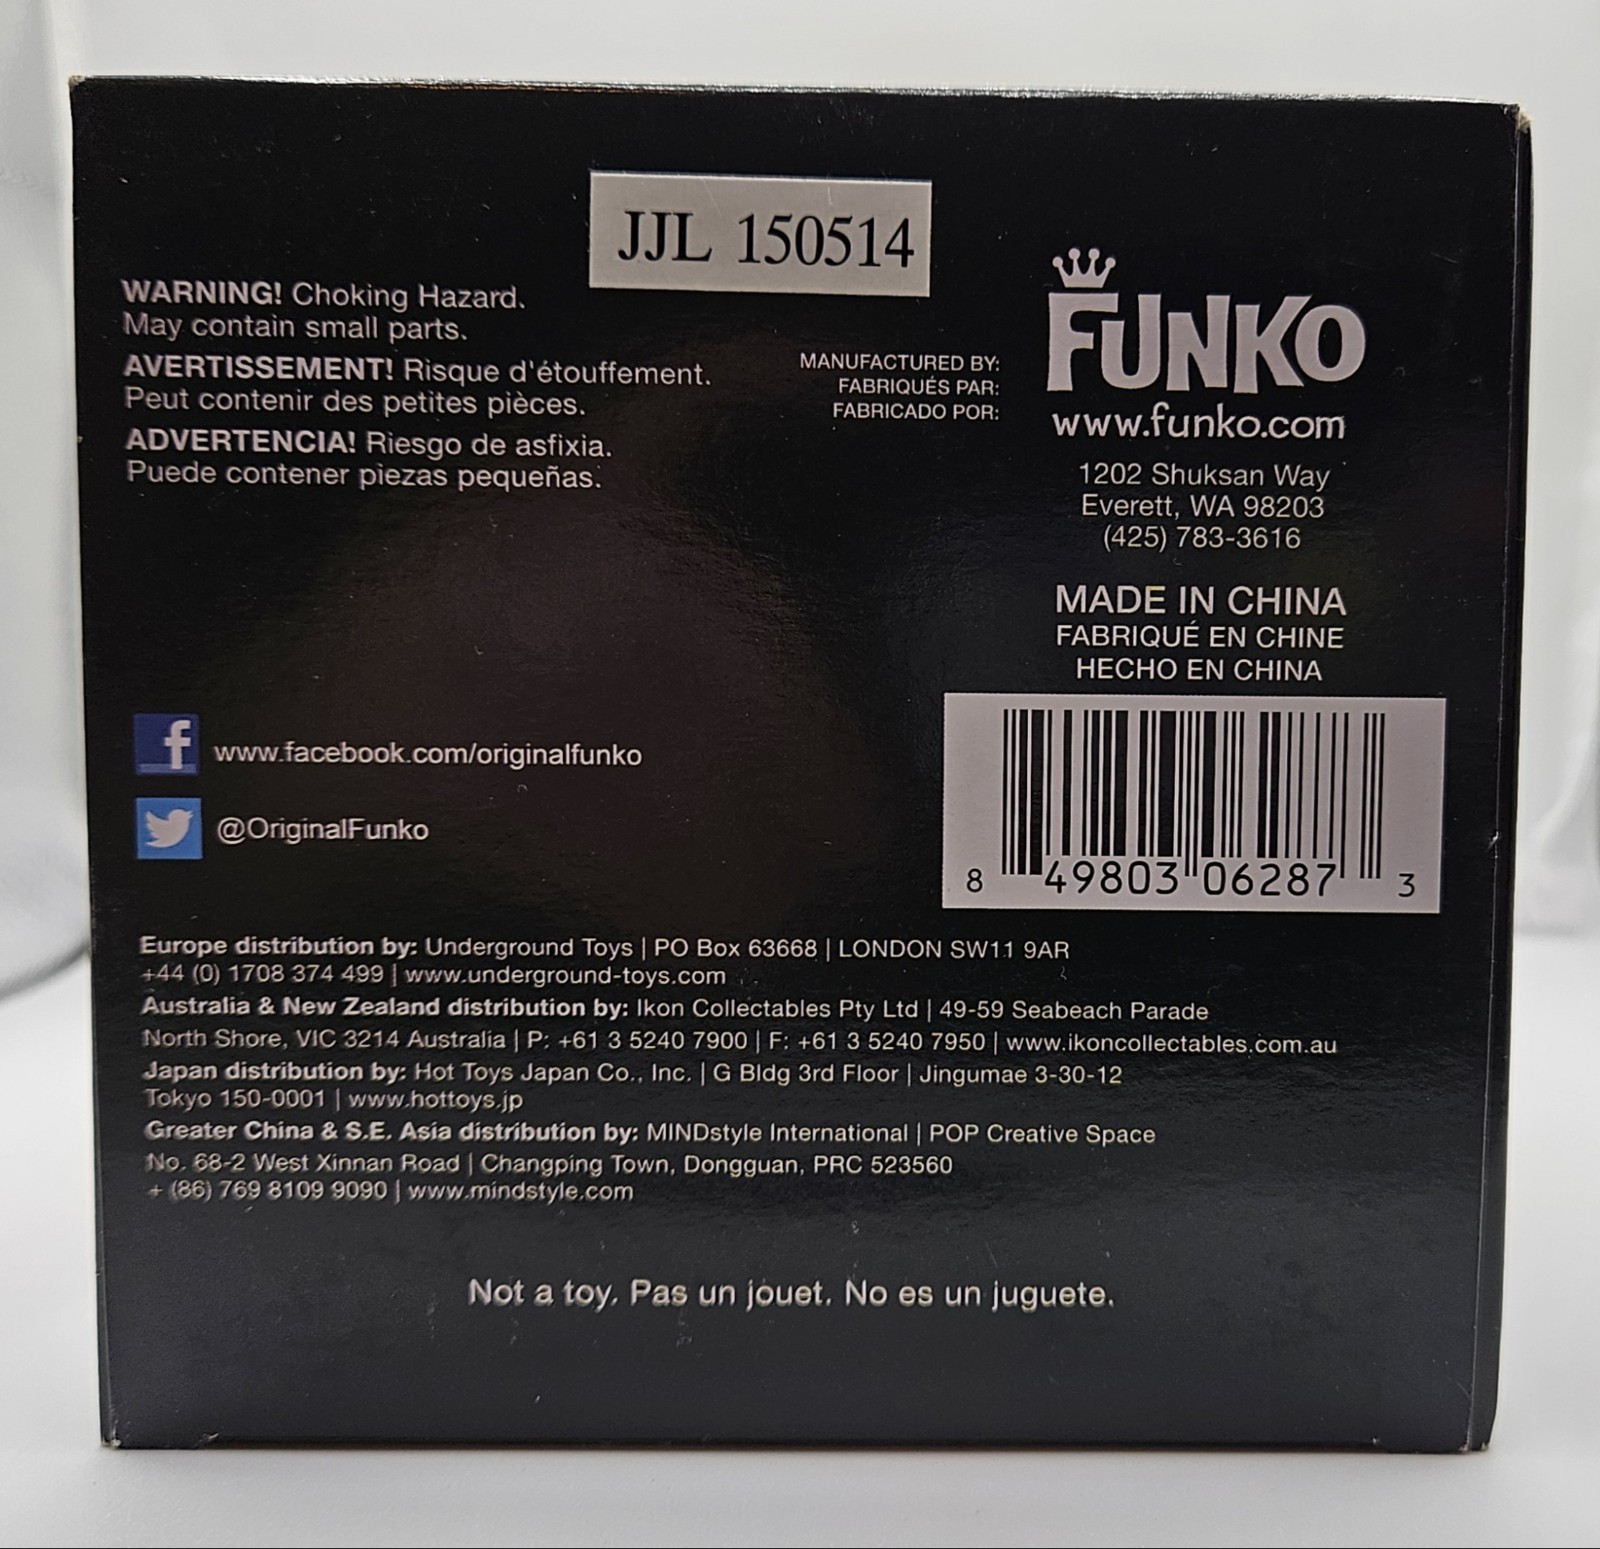 JJL 150514
WARNING! Choking Hazard.
May contain small parts.
AVERTISSEMENT! Risque d'étouffement.
Peut contenir des petites pièces.
ADVERTENCIA! Riesgo de asfixia.
Puede contener piezas pequeñas.
MANUFACTURED BY:
FABRIQUÉS PAR:
FABRICADO POR:
FUNKO
www.funko.com
1202 Shuksan Way
Everett, WA 98203
(425) 783-3616
MADE IN CHINA
FABRIQUÉ EN CHINE
HECHO EN CHINA
f www.facebook.com/originalfunko
@OriginalFunko
8 49803 06287 3
Europe distribution by: Underground Toys | PO Box 63668 | LONDON SW11 9AR
+44 (0) 1708 374 499 | www.underground-toys.com
Australia & New Zealand distribution by: Ikon Collectables Pty Ltd | 49-59 Seabeach Parade
North Shore, VIC 3214 Australia | P: +61 3 5240 7900 | F: +61 3 5240 7950 | www.ikoncollectables.com.au
Japan distribution by: Hot Toys Japan Co., Inc. | G Bldg 3rd Floor | Jingumae 3-30-12
Tokyo 150-0001 | www.hottoys.jp
Greater China & S.E. Asia distribution by: MINDstyle International | POP Creative Space
No. 68-2 West Xinnan Road | Changping Town, Dongguan, PRC 523560
+ (86) 769 8109 9090 | www.mindstyle.com
Not a toy. Pas un jouet. No es un juguete.